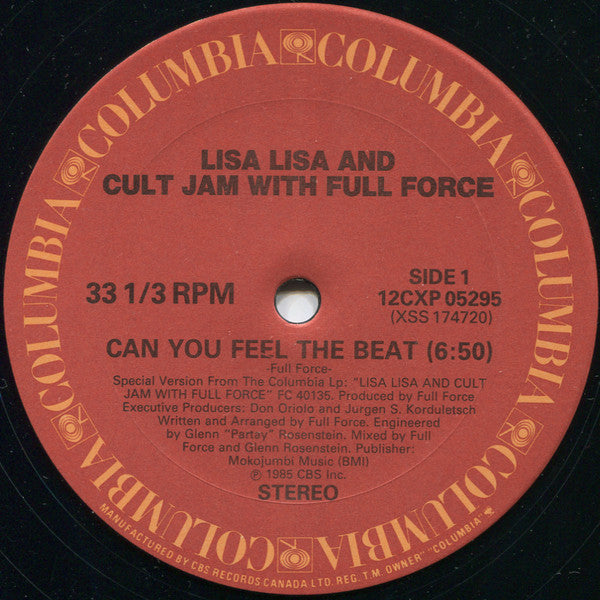 COLUMBIA COLUMBIA COLUMBIA COLUMBIA COLUMBIA COLUMBIA
LISA LISA AND
CULT JAM WITH FULL FORCE
33 1/3 RPM
SIDE 1
12CXP 05295
(XSS 174720)
CAN YOU FEEL THE BEAT (6:50)
-Full Force-
Special Version From The Columbia Lp: "LISA LISA AND CULT
JAM WITH FULL FORCE" FC 40135. Produced by Full Force
Executive Producers: Don Oriolo and Jurgen S. Korduletsch
Written and Arranged by Full Force. Engineered
by Glenn "Partay" Rosenstein. Mixed by Full
Force and Glenn Rosenstein. Publisher:
Mokojumbi Music (BMI)
℗ 1985 CBS Inc.
STEREO
MANUFACTURED BY CBS RECORDS CANADA LTD. REG. T.M. OWNER "COLUMBIA"